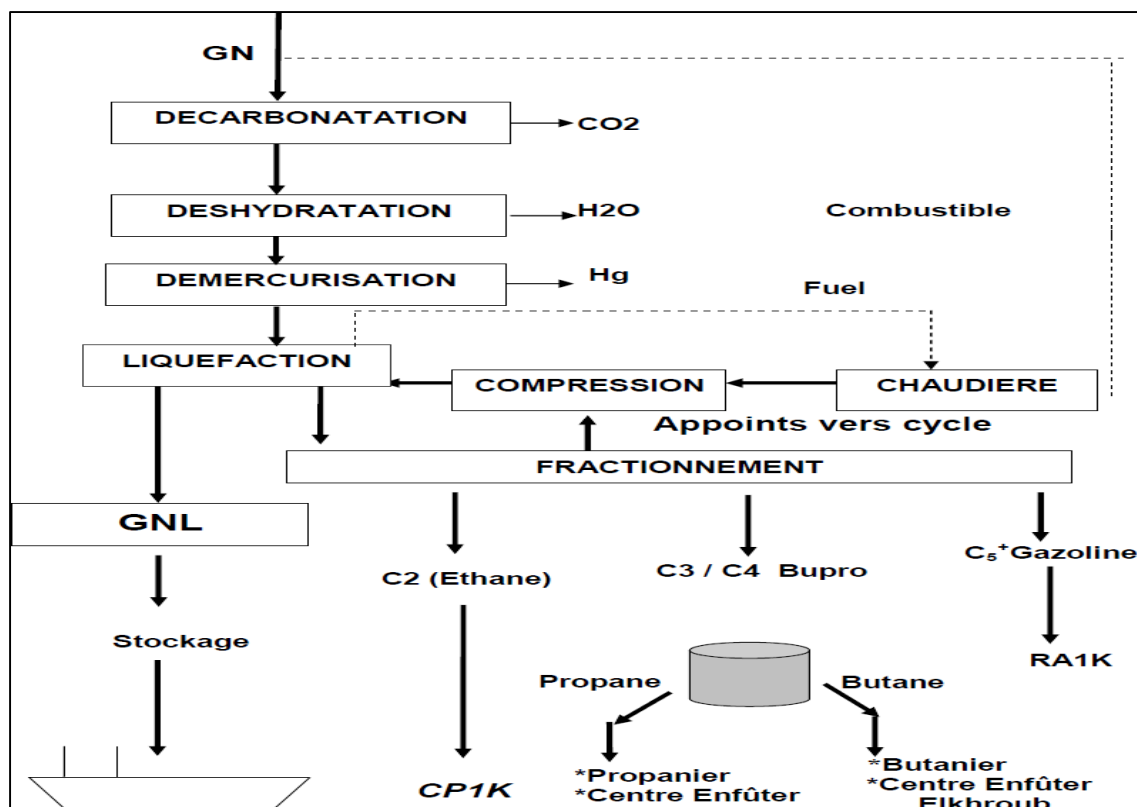 GN
DECARBONATATION
CO2
DESHYDRATATION
H2O
Combustible
DEMERCURISATION
Hg
Fuel
LIQUEFACTION
COMPRESSION
CHAUDIERE
Appoints vers cycle
FRACTIONNEMENT
GNL
C2 (Ethane)
C3 / C4 Bupro
C₅⁺Gazoline
Stockage
RA1K
Propane
Butane
CP1K
*Propanier
*Centre Enfûter
*Butanier
*Centre Enfûter
Elkhroub